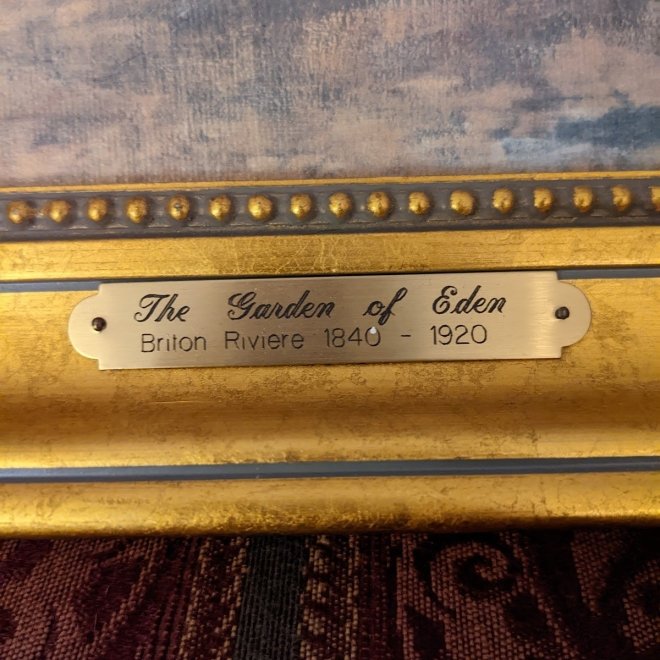 The Garden of Eden
Briton Riviere 1840 - 1920